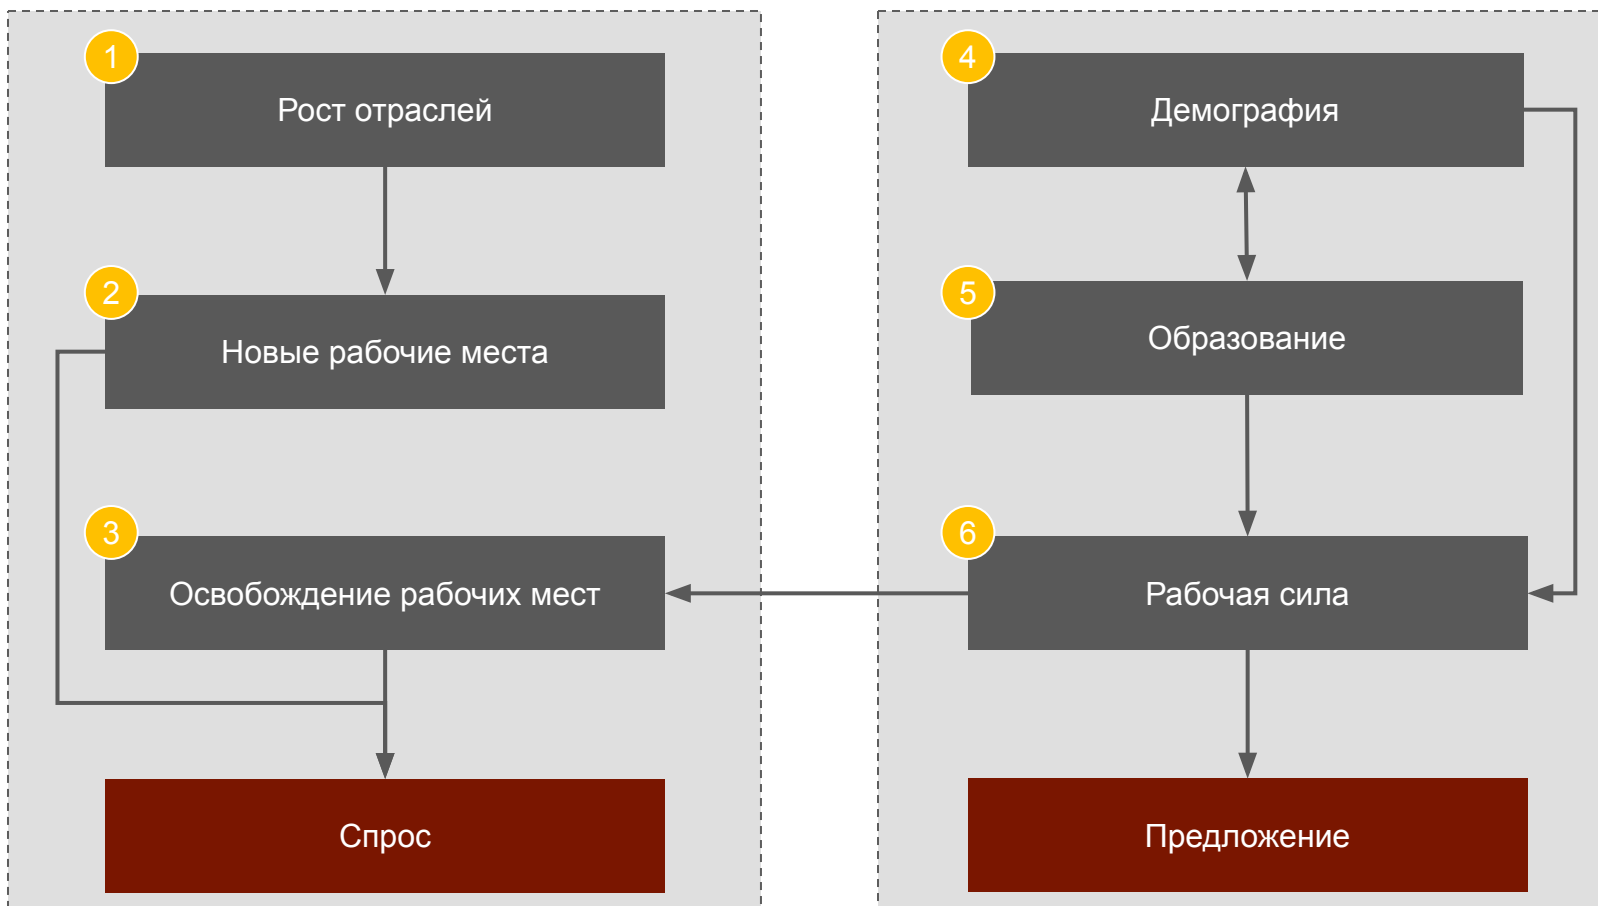 1
Рост отраслей
2
Новые рабочие места
3
Освобождение рабочих мест
Спрос
4
Демография
5
Образование
6
Рабочая сила
Предложение